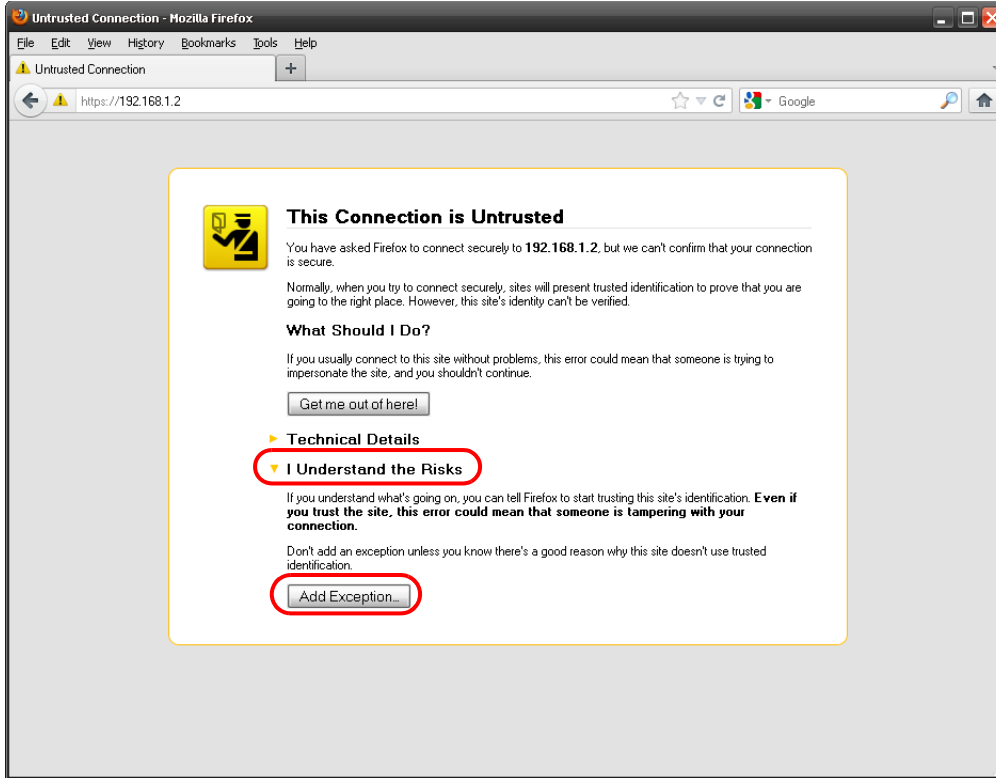 Untrusted Connection - Mozilla Firefox
File Edit View History Bookmarks Tools Help
Untrusted Connection +
https://192.168.1.2 Google
This Connection is Untrusted
You have asked Firefox to connect securely to 192.168.1.2, but we can't confirm that your connection
is secure.
Normally, when you try to connect securely, sites will present trusted identification to prove that you are
going to the right place. However, this site's identity can't be verified.
What Should I Do?
If you usually connect to this site without problems, this error could mean that someone is trying to
impersonate the site, and you shouldn't continue.
Get me out of here!
Technical Details
I Understand the Risks
If you understand what's going on, you can tell Firefox to start trusting this site's identification. Even if
you trust the site, this error could mean that someone is tampering with your
connection.
Don't add an exception unless you know there's a good reason why this site doesn't use trusted
identification.
Add Exception...